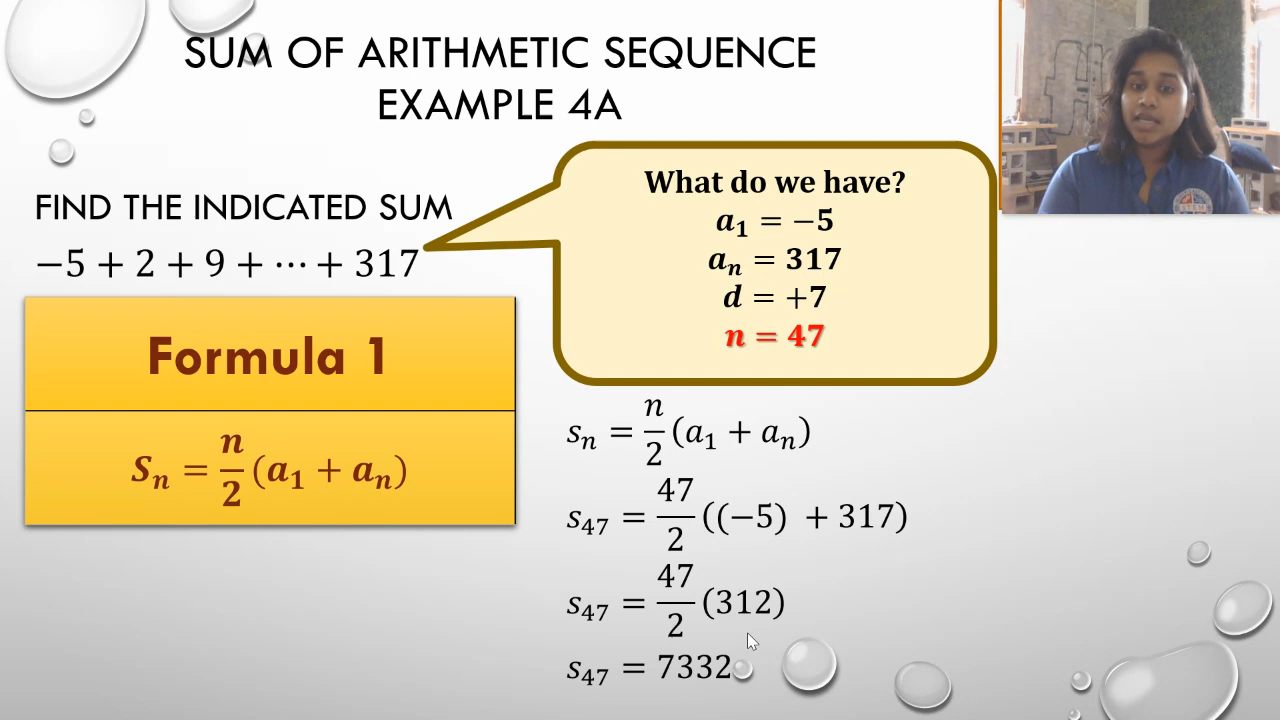 SUM OF ARITHMETIC SEQUENCE
EXAMPLE 4A
FIND THE INDICATED SUM
−5 + 2 + 9 + ⋯ + 317
What do we have?
a₁ = −5
aₙ = 317
d = +7
n = 47
Formula 1
Sₙ = n/2 (a₁ + aₙ)
sₙ = n/2 (a₁ + aₙ)
s₄₇ = 47/2 ((−5) + 317)
s₄₇ = 47/2 (312)
s₄₇ = 7332
STEM